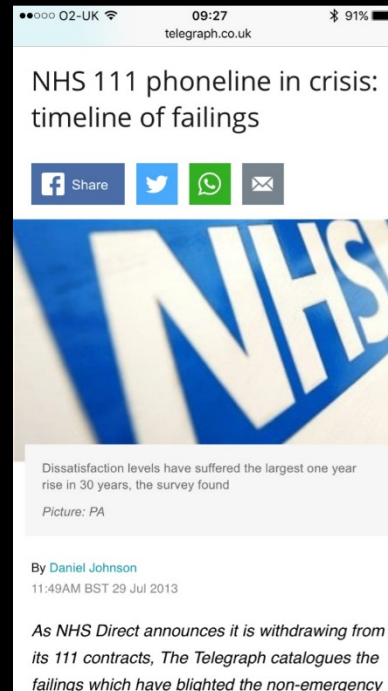 O2-UK 09:27 91%
telegraph.co.uk
NHS 111 phoneline in crisis:
timeline of failings
Share
NHS
Dissatisfaction levels have suffered the largest one year
rise in 30 years, the survey found
Picture: PA
By Daniel Johnson
11:49AM BST 29 Jul 2013
As NHS Direct announces it is withdrawing from
its 111 contracts, The Telegraph catalogues the
failings which have blighted the non-emergency